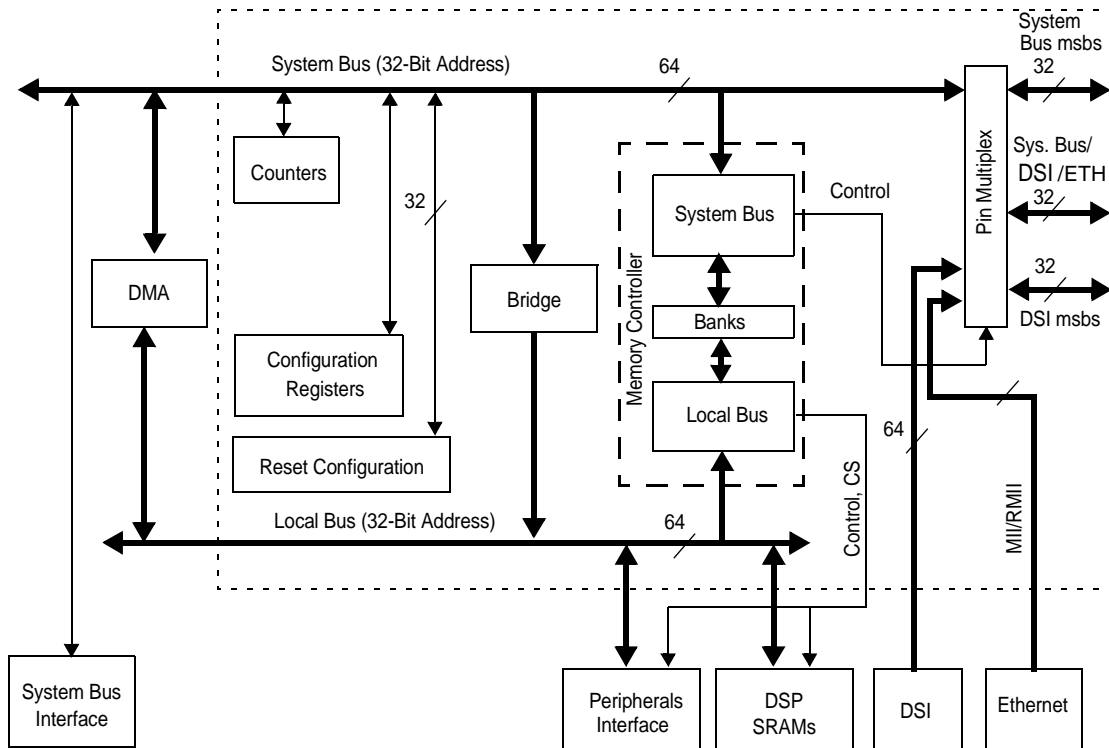 System
Bus msbs
System Bus (32-Bit Address)
64
32
Counters
Sys. Bus/
DSI /ETH
32
Pin Multiplex
32
System Bus
Control
Memory Controller
DMA
Bridge
Banks
32
DSI msbs
Configuration
Registers
Local Bus
64
Reset Configuration
Control, CS
MII/RMII
Local Bus (32-Bit Address)
64
System Bus
Interface
Peripherals
Interface
DSP
SRAMs
DSI
Ethernet